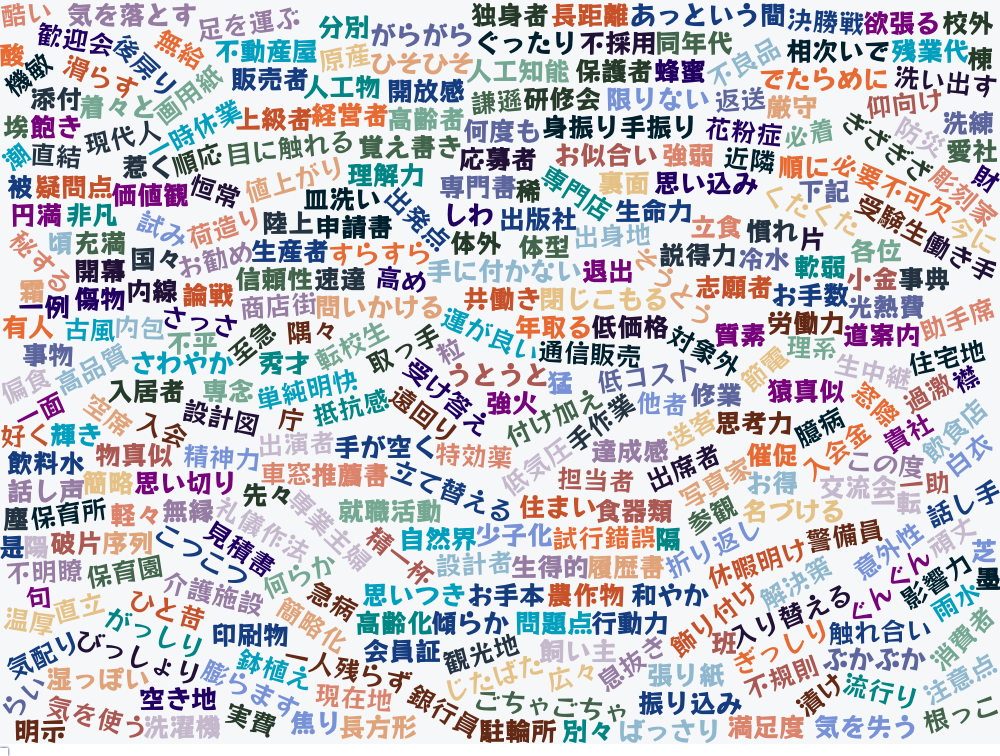 酷い 気を落とす 足を運ぶ 分別 がらがら 独身者 長距離 あっという間 決勝戦 欲張る 校外
酸 歓迎会 後戻り 無給 不動産屋 原産 ひそひそ ぐったり 不採用 同年代 相次いで 残業代 棟
機敏 滑らす 画用紙 販売者 人工物 開放感 人工知能 保護者 蜂蜜 不良品 でたらめに 洗い出す
添付 着々と 一時休業 上級者 経営者 高齢者 謙遜 研修会 限りない 返送 厳守 仰向け
埃 飽き 現代人 何度も 身振り手振り 花粉症 必着 ぎざぎざ 防災 洗練
潮 直結 惹く 順応 目に触れる 覚え書き 応募者 お似合い 強弱 近隣 順に 必要不可欠 愛社
被 疑問点 価値観 恒常 値上がり 理解力 専門書 稀 専門店 裏面 思い込み くたくた 下記 彫刻家 財
円満 非凡 試み 荷造り 皿洗い 出発点 しわ 出版社 生命力 立食 慣れ 片 受験生 今に
秘する 頃 充満 国々 お勧め 陸上 申請書 体外 体型 出身地 説得力 冷水 各位 働き手
開幕 生産者 すらすら 信頼性 速達 高め 手に付かない 退出 そうとう 志願者 軟弱 小金 事典
霜 一例 傷物 内線 論戦 商店街 問いかける 共働き 閉じこもる お手数 光熱費
有人 古風 内包 さっさ 不平 至急 隅々 運が良い 年取る 低価格 質素 労働力 道案内 助手席
事物 さわやか 秀才 転校生 取っ手 粒 通信販売 対象外 節電 理系 生中継 住宅地
偏食 高品質 入居者 専念 単純明快 受け答え うとうと 猛 低コスト 修業 猿真似 窓際 過激 襟
一面 空席 入会 設計図 庁 抵抗感 遠回り 強火 付け加え 手作業 他者 送客 思考力 臆病 貴社 飲食店
好く 輝き 物真似 精神力 出演者 手が空く 特効薬 低気圧 達成感 催促 入会金 この度 白衣
飲料水 車窓 推薦書 立て替える 担当者 出席者 写真家 お得 交流会 一助
話し声 簡略 思い切り 先々 専業主婦 就職活動 住まい 食器類 参観 名づける 転 話し手
塵 保育所 軽々 無縁 礼儀作法 精一杯 自然界 少子化 試行錯誤 隔 折り返し 警備員 意外性 頑丈
是 陽 破片 序列 こつこつ 見積書 設計者 生得的 履歴書 休暇明け 解決策 ぐんぐん 影響力 芝
不明瞭 保育園 介護施設 何らか 急病 思いつき お手本 農作物 和やか 飾り付け 入り替える 雨水 墨
句 温厚 直立 ひと昔 簡略化 高齢化 傾らか 問題点 行動力 班 ぎっしり 触れ合い 消費者
気配り がっしり 印刷物 会員証 観光地 飼い主 息抜き ぶかぶか
びっしょり 鉢植え 一人残らず じたばた 広々 張り紙 不規則 流行り 注意点
らい 湿っぽい 膨らます 現在地 銀行員 ごちゃごちゃ 振り込み 漬け 根っこ
明示 気を使う 空き地 洗濯機 実費 焦り 長方形 駐輪所 別々 ばっさり 満足度 気を失う